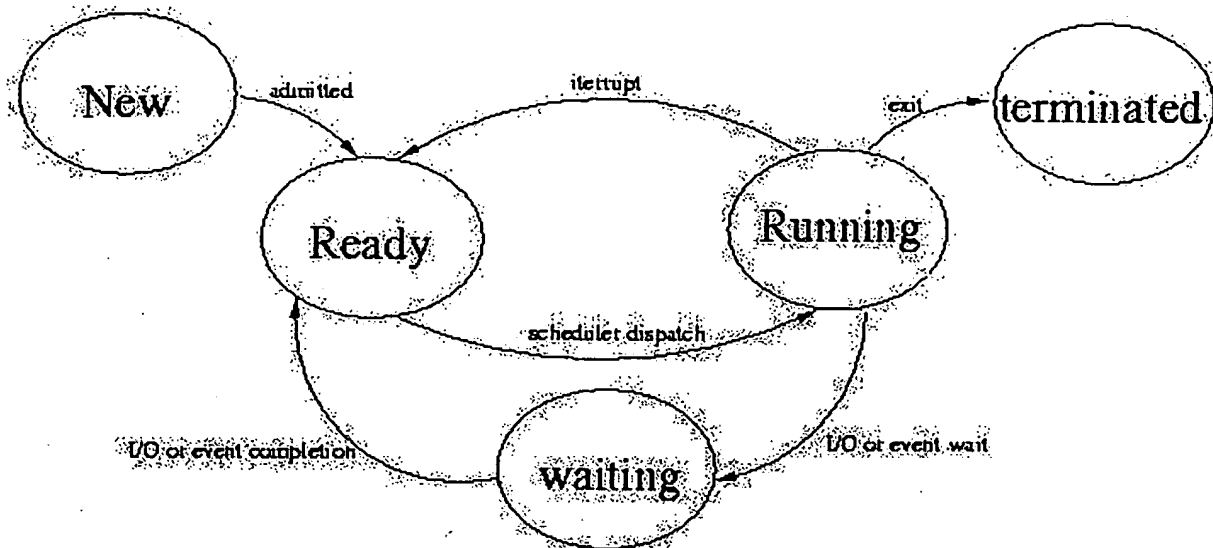 New
admitted
iterrupt
exit
terminated
Ready
Running
scheduler dispatch
I/O or event completion
waiting
I/O or event wait